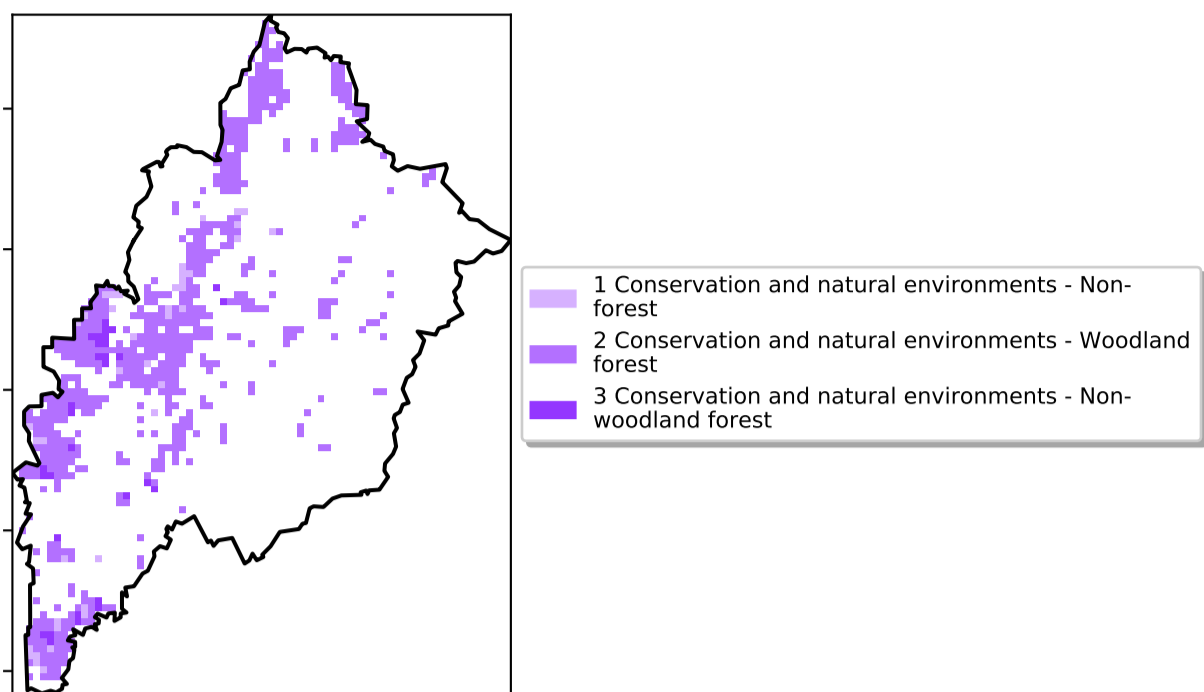 1 Conservation and natural environments - Non-
forest
2 Conservation and natural environments - Woodland
forest
3 Conservation and natural environments - Non-
woodland forest